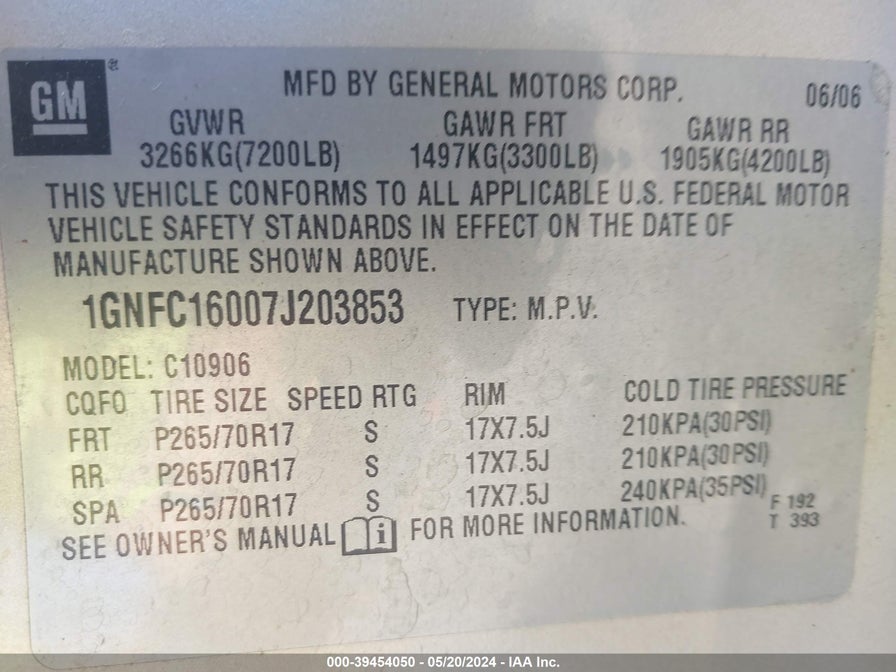 GM®
MFD BY GENERAL MOTORS CORP. 06/06
GVWR GAWR FRT GAWR RR
3266KG(7200LB) 1497KG(3300LB) 1905KG(4200LB)
THIS VEHICLE CONFORMS TO ALL APPLICABLE U.S. FEDERAL MOTOR
VEHICLE SAFETY STANDARDS IN EFFECT ON THE DATE OF
MANUFACTURE SHOWN ABOVE.
1GNFC16007J203853 TYPE: M.P.V.
MODEL: C10906
CQFO TIRE SIZE SPEED RTG RIM COLD TIRE PRESSURE
FRT P265/70R17 S 17X7.5J 210KPA(30PSI)
RR P265/70R17 S 17X7.5J 210KPA(30PSI)
SPA P265/70R17 S 17X7.5J 240KPA(35PSI)
F 192
T 393
SEE OWNER'S MANUAL i FOR MORE INFORMATION.
000-39454050 - 05/20/2024 - IAA Inc.